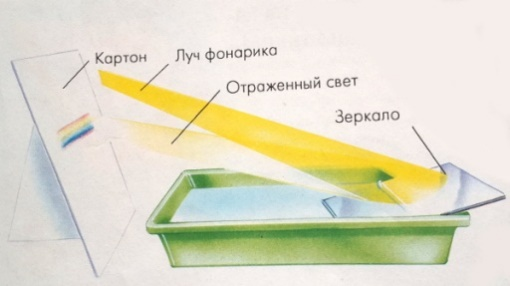 Картон
Луч фонарика
Отраженный свет
Зеркало